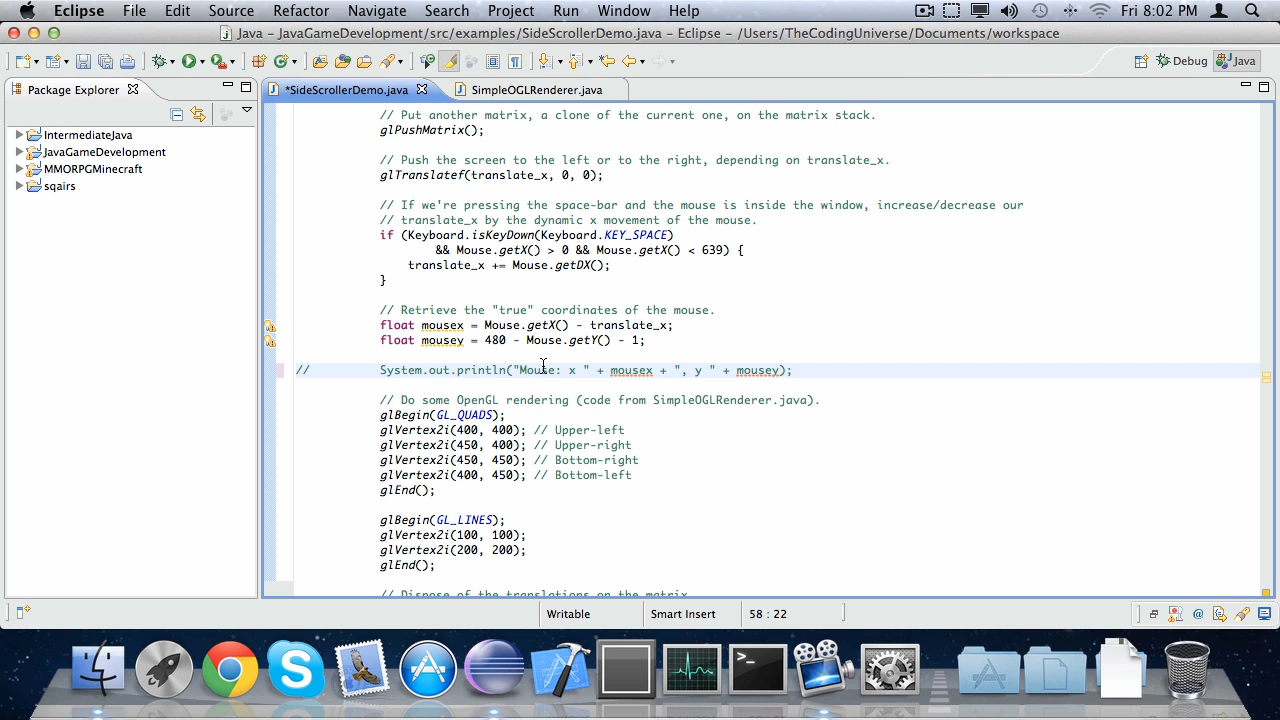 Eclipse File Edit Source Refactor Navigate Search Project Run Window Help Fri 8:02 PM
Java – JavaGameDevelopment/src/examples/SideScrollerDemo.java – Eclipse – /Users/TheCodingUniverse/Documents/workspace
Debug Java
Package Explorer *SideScrollerDemo.java SimpleOGLRenderer.java
IntermediateJava
JavaGameDevelopment
MMORPGMinecraft
sqairs
// Put another matrix, a clone of the current one, on the matrix stack.
glPushMatrix();
// Push the screen to the left or to the right, depending on translate_x.
glTranslatef(translate_x, 0, 0);
// If we're pressing the space-bar and the mouse is inside the window, increase/decrease our
// translate_x by the dynamic x movement of the mouse.
if (Keyboard.isKeyDown(Keyboard.KEY_SPACE)
&& Mouse.getX() > 0 && Mouse.getX() < 639) {
translate_x += Mouse.getDX();
}
// Retrieve the "true" coordinates of the mouse.
float mousex = Mouse.getX() - translate_x;
float mousey = 480 - Mouse.getY() - 1;
// System.out.println("Mouse: x " + mousex + ", y " + mousey);
// Do some OpenGL rendering (code from SimpleOGLRenderer.java).
glBegin(GL_QUADS);
glVertex2i(400, 400); // Upper-left
glVertex2i(450, 400); // Upper-right
glVertex2i(450, 450); // Bottom-right
glVertex2i(400, 450); // Bottom-left
glEnd();
glBegin(GL_LINES);
glVertex2i(100, 100);
glVertex2i(200, 200);
glEnd();
// Dispose of the translations on the matrix.
Writable Smart Insert 58 : 22